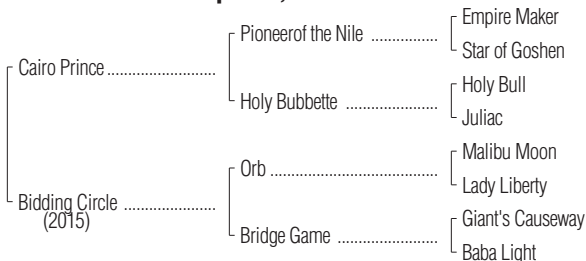 Empire Maker
Pioneerof the Nile ................
Star of Goshen
Cairo Prince ..........................
Holy Bull
Holy Bubbette ......................
Juliac
Malibu Moon
Orb ........................................
Lady Liberty
Bidding Circle ......................
(2015)
Giant's Causeway
Bridge Game ........................
Baba Light